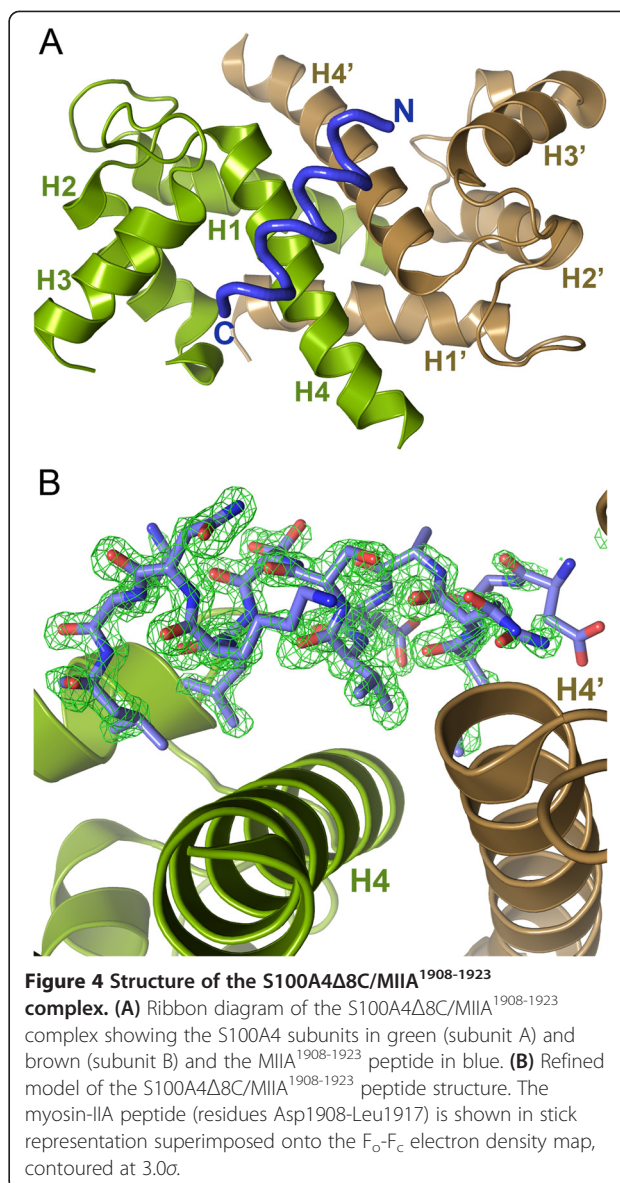 A
H4’
N
H3’
H2
H1
H3
H2’
C
H1’
H4
B
H4’
H4
Figure 4 Structure of the S100A4Δ8C/MIIA1908-1923
complex. (A) Ribbon diagram of the S100A4Δ8C/MIIA1908-1923
complex showing the S100A4 subunits in green (subunit A) and
brown (subunit B) and the MIIA1908-1923 peptide in blue. (B) Refined
model of the S100A4Δ8C/MIIA1908-1923 peptide structure. The
myosin-IIA peptide (residues Asp1908-Leu1917) is shown in stick
representation superimposed onto the Fo-Fc electron density map,
contoured at 3.0σ.